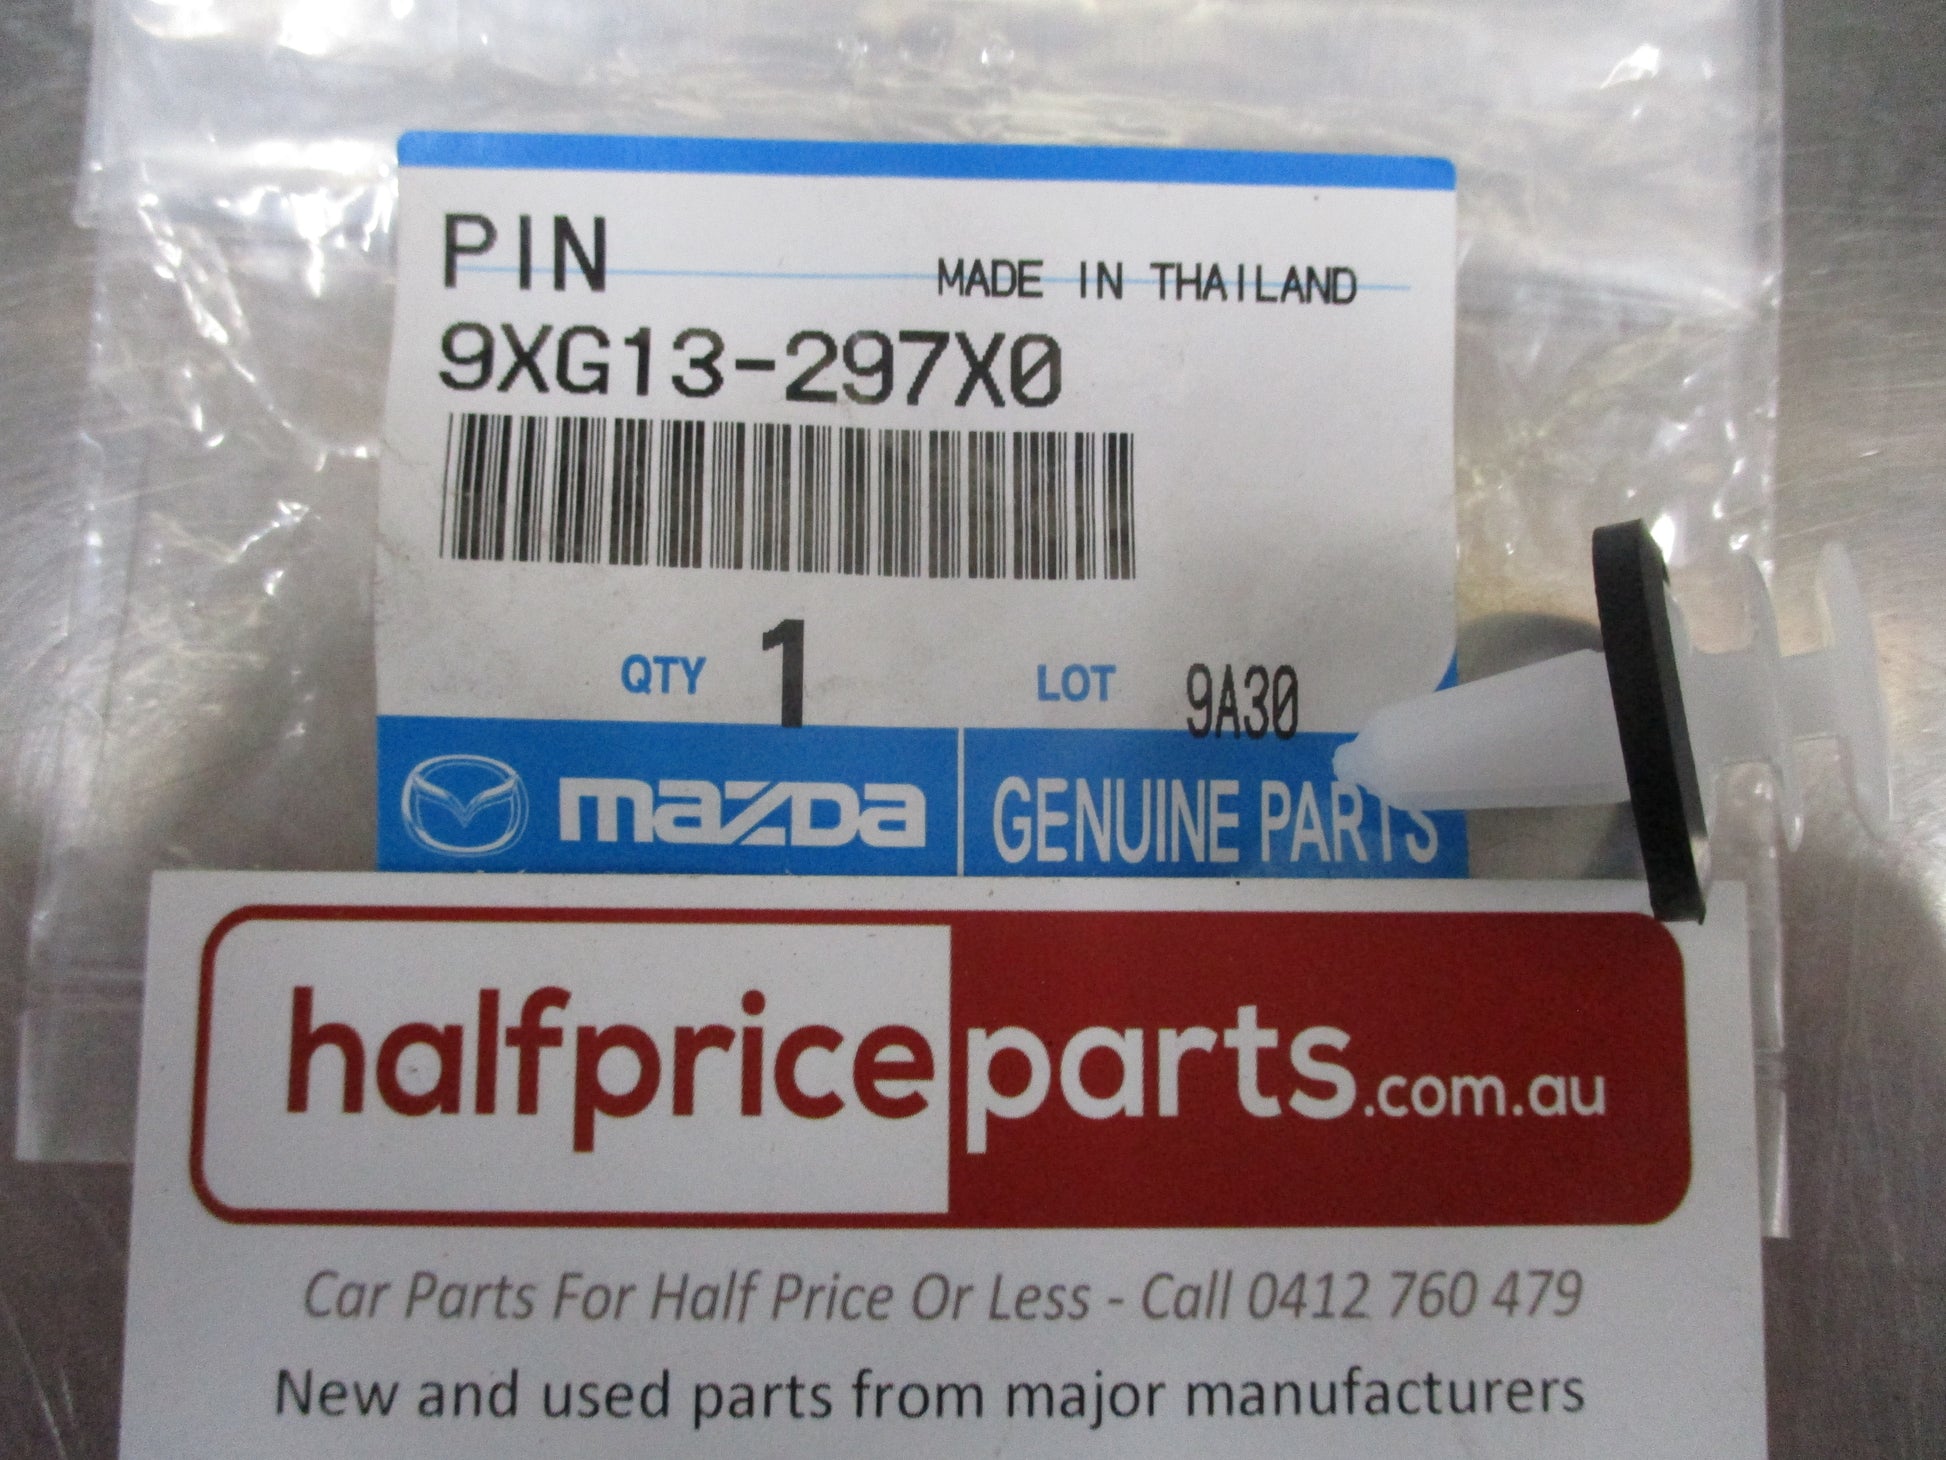 PIN
MADE IN THAILAND
9XG13-297X0
QTY 1 LOT 9A30
mazda GENUINE PARTS
halfpriceparts.com.au
Car Parts For Half Price Or Less - Call 0412 760 479
New and used parts from major manufacturers